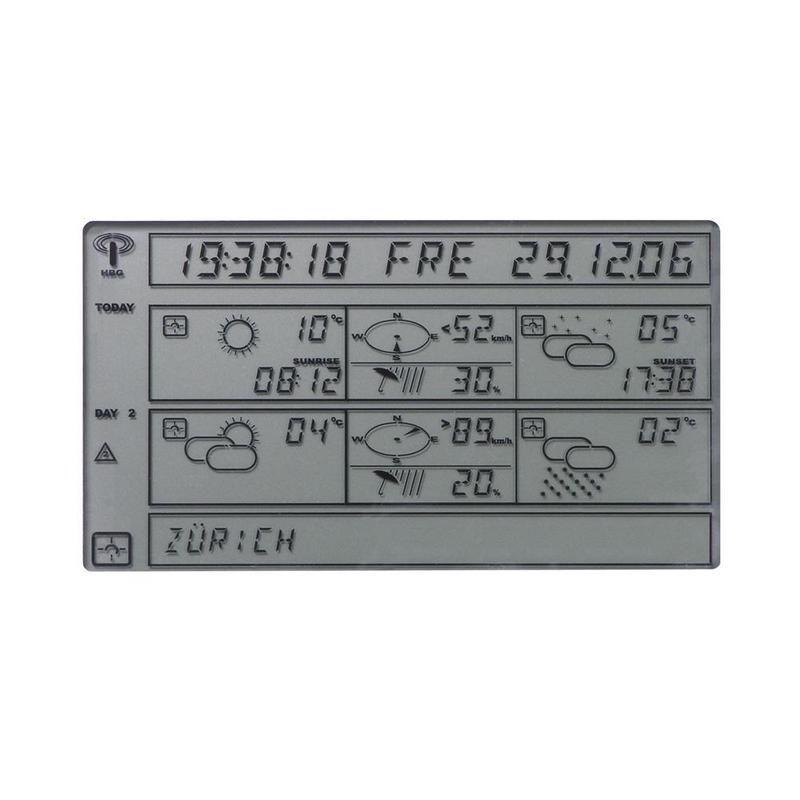 19:38:18 FRE 29.12.06
HBG
TODAY
10°C
SUNRISE
08:12
N
W E
S
<52 km/h
30%
05°C
SUNSET
17:38
DAY 2
2
04°C
N
W E
S
>89 km/h
20%
02°C
ZÜRICH